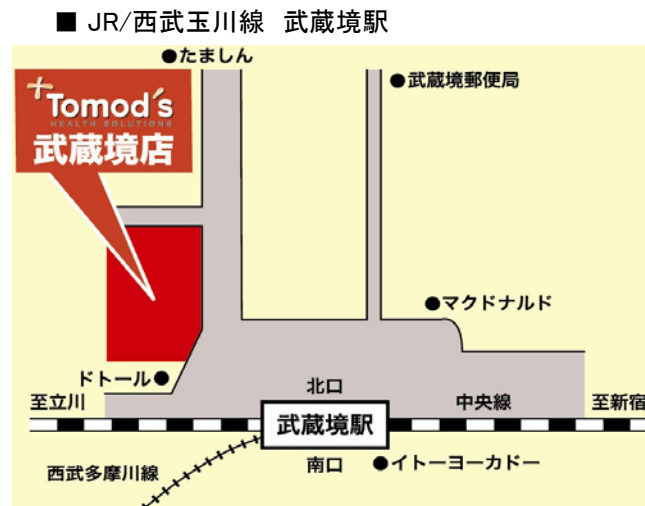 ■ JR/西武玉川線 武蔵境駅
●たましん
●武蔵境郵便局
Tomod's
HEALTH SOLUTIONS
武蔵境店
●マクドナルド
ドトール●
北口
至立川
中央線
至新宿
武蔵境駅
西武多摩川線
南口
●イトーヨーカドー